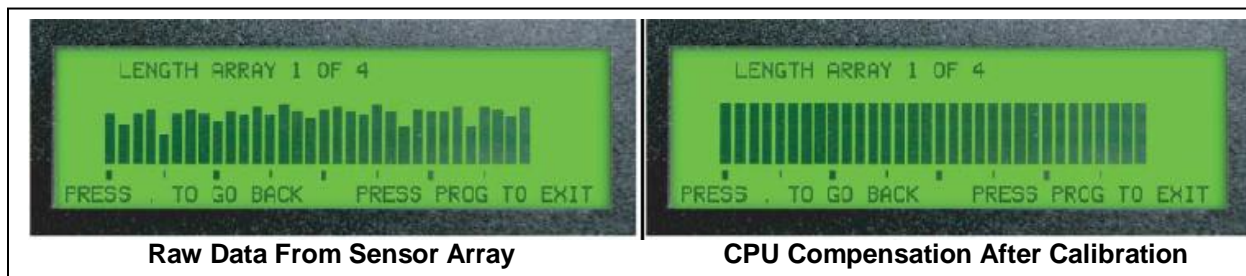 LENGTH ARRAY 1 OF 4
PRESS . TO GO BACK PRESS PROG TO EXIT
Raw Data From Sensor Array
LENGTH ARRAY 1 OF 4
PRESS . TO GO BACK PRESS PROG TO EXIT
CPU Compensation After Calibration